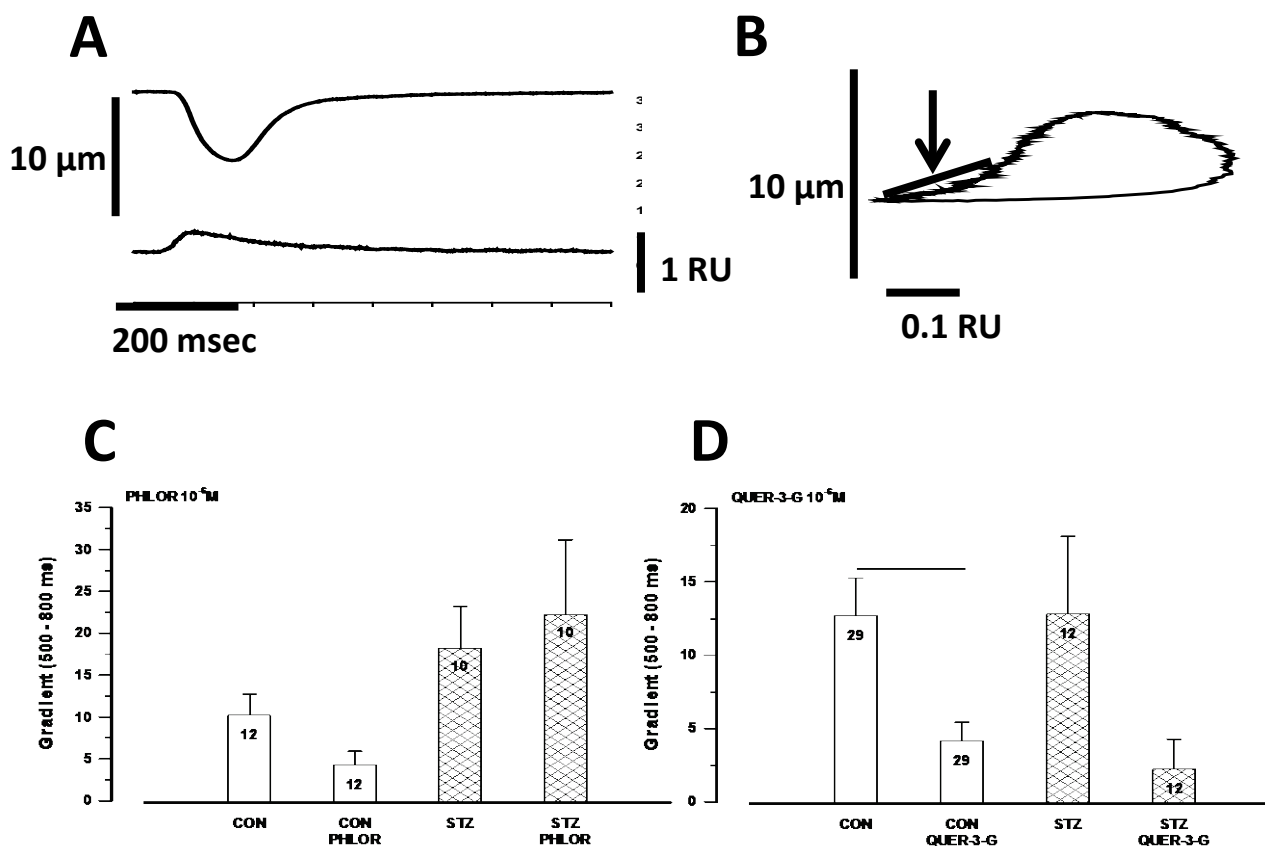 A
10 µm
3
3
2
2
1
1 RU
200 msec
B
10 µm
0.1 RU
C
PHLOR 10⁻⁶M
35
30
25
20
15
10
5
0
Gradient (500 - 800 ms)
12
12
10
10
CON
CON
PHLOR
STZ
STZ
PHLOR
D
QUER-3-G 10⁻⁶M
20
15
10
5
0
Gradient (500 - 800 ms)
29
29
12
12
CON
CON
QUER-3-G
STZ
STZ
QUER-3-G